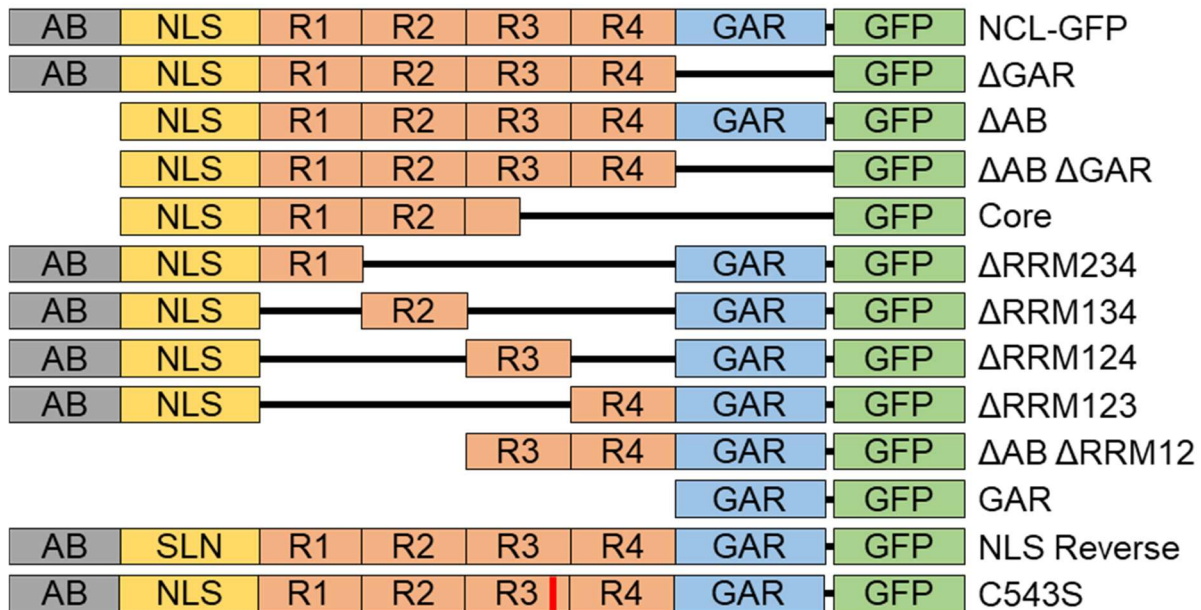 AB NLS R1 R2 R3 R4 GAR GFP NCL-GFP
AB NLS R1 R2 R3 R4 GFP ΔGAR
NLS R1 R2 R3 R4 GAR GFP ΔAB
NLS R1 R2 R3 R4 GFP ΔAB ΔGAR
NLS R1 R2 GFP Core
AB NLS R1 GAR GFP ΔRRM234
AB NLS R2 GAR GFP ΔRRM134
AB NLS R3 GAR GFP ΔRRM124
AB NLS R4 GAR GFP ΔRRM123
R3 R4 GAR GFP ΔAB ΔRRM12
GAR GFP GAR
AB SLN R1 R2 R3 R4 GAR GFP NLS Reverse
AB NLS R1 R2 R3 R4 GAR GFP C543S